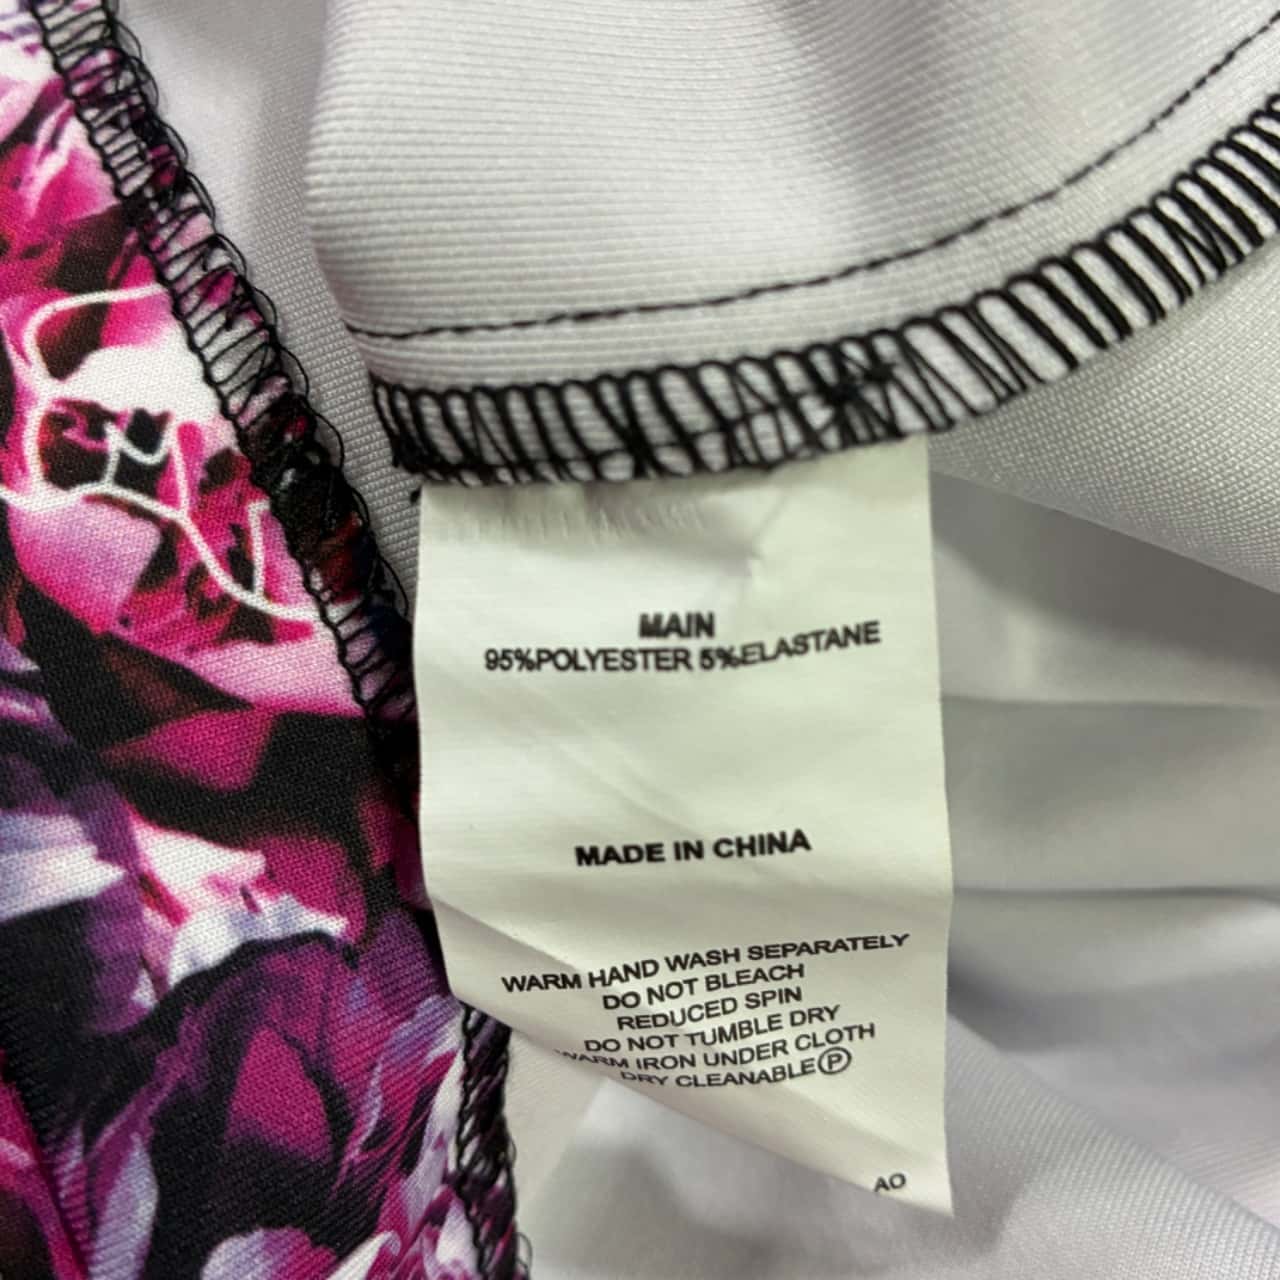 MAIN
95%POLYESTER 5%ELASTANE
MADE IN CHINA
WARM HAND WASH SEPARATELY
DO NOT BLEACH
REDUCED SPIN
DO NOT TUMBLE DRY
WARM IRON UNDER CLOTH
DRY CLEANABLE Ⓟ
AO